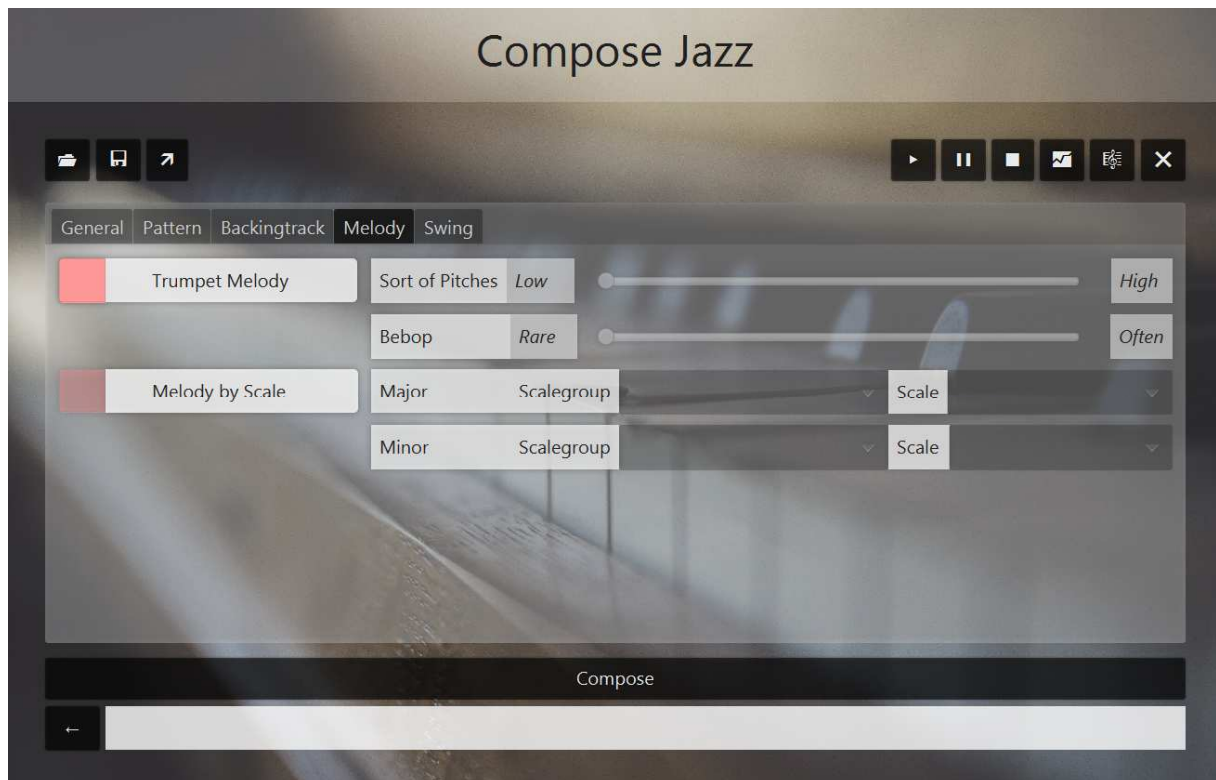 Compose Jazz
General Pattern Backingtrack Melody Swing
Trumpet Melody Sort of Pitches Low High
Bebop Rare Often
Melody by Scale Major Scalegroup Scale
Minor Scalegroup Scale
Compose
←